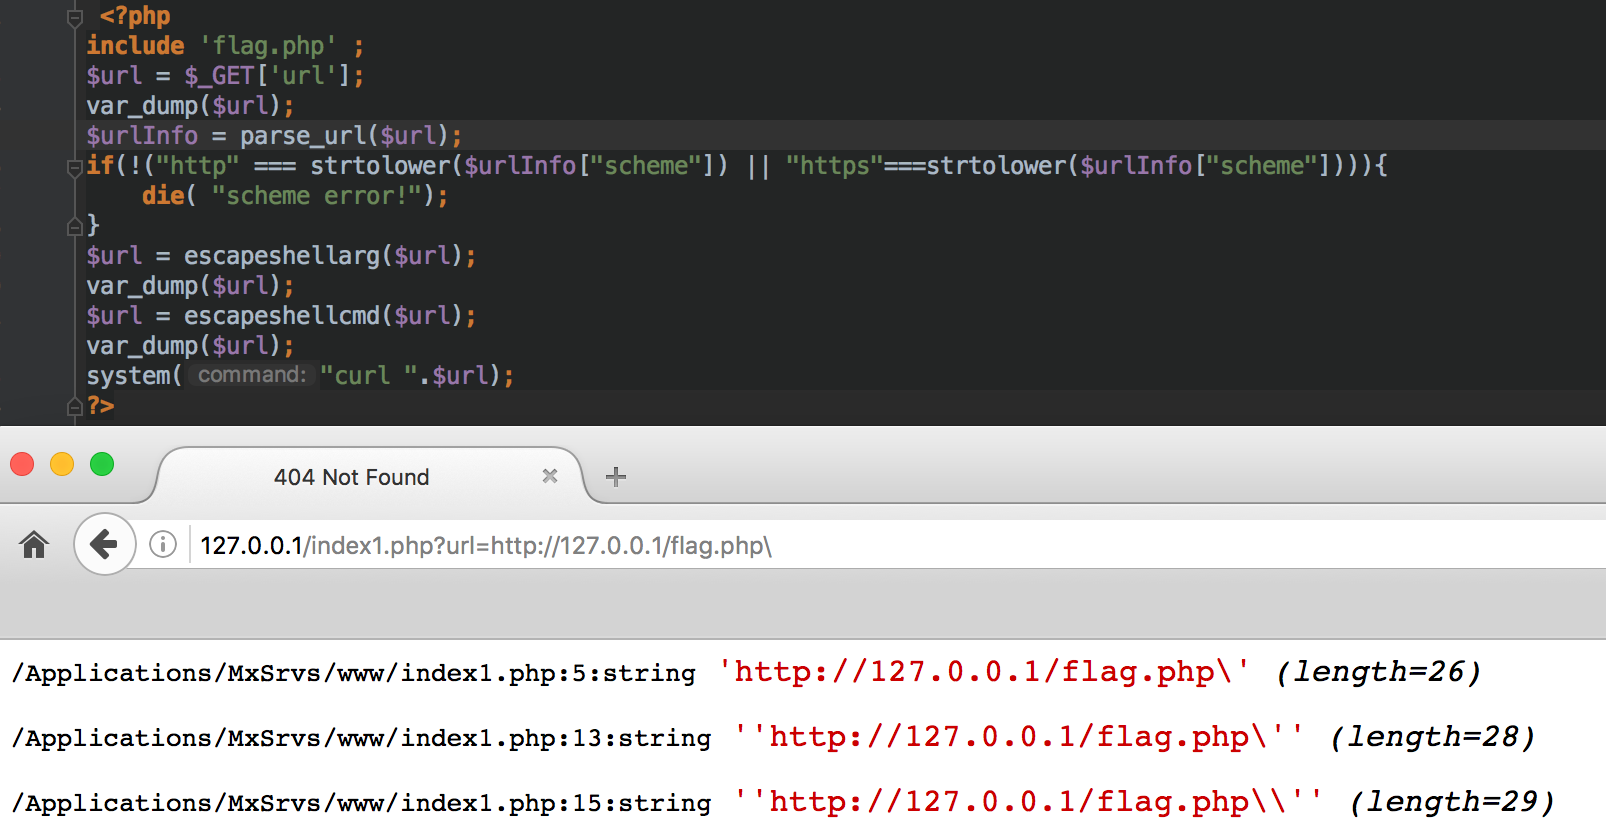 <?php
include 'flag.php' ;
$url = $_GET['url'];
var_dump($url);
$urlInfo = parse_url($url);
if(!("http" === strtolower($urlInfo["scheme"]) || "https"===strtolower($urlInfo["scheme"]))){
die( "scheme error!");
}
$url = escapeshellarg($url);
var_dump($url);
$url = escapeshellcmd($url);
var_dump($url);
system( command: "curl ".$url);
?>
404 Not Found
127.0.0.1/index1.php?url=http://127.0.0.1/flag.php\
/Applications/MxSrvs/www/index1.php:5:string 'http://127.0.0.1/flag.php\' (length=26)
/Applications/MxSrvs/www/index1.php:13:string ''http://127.0.0.1/flag.php\'' (length=28)
/Applications/MxSrvs/www/index1.php:15:string ''http://127.0.0.1/flag.php\\'' (length=29)